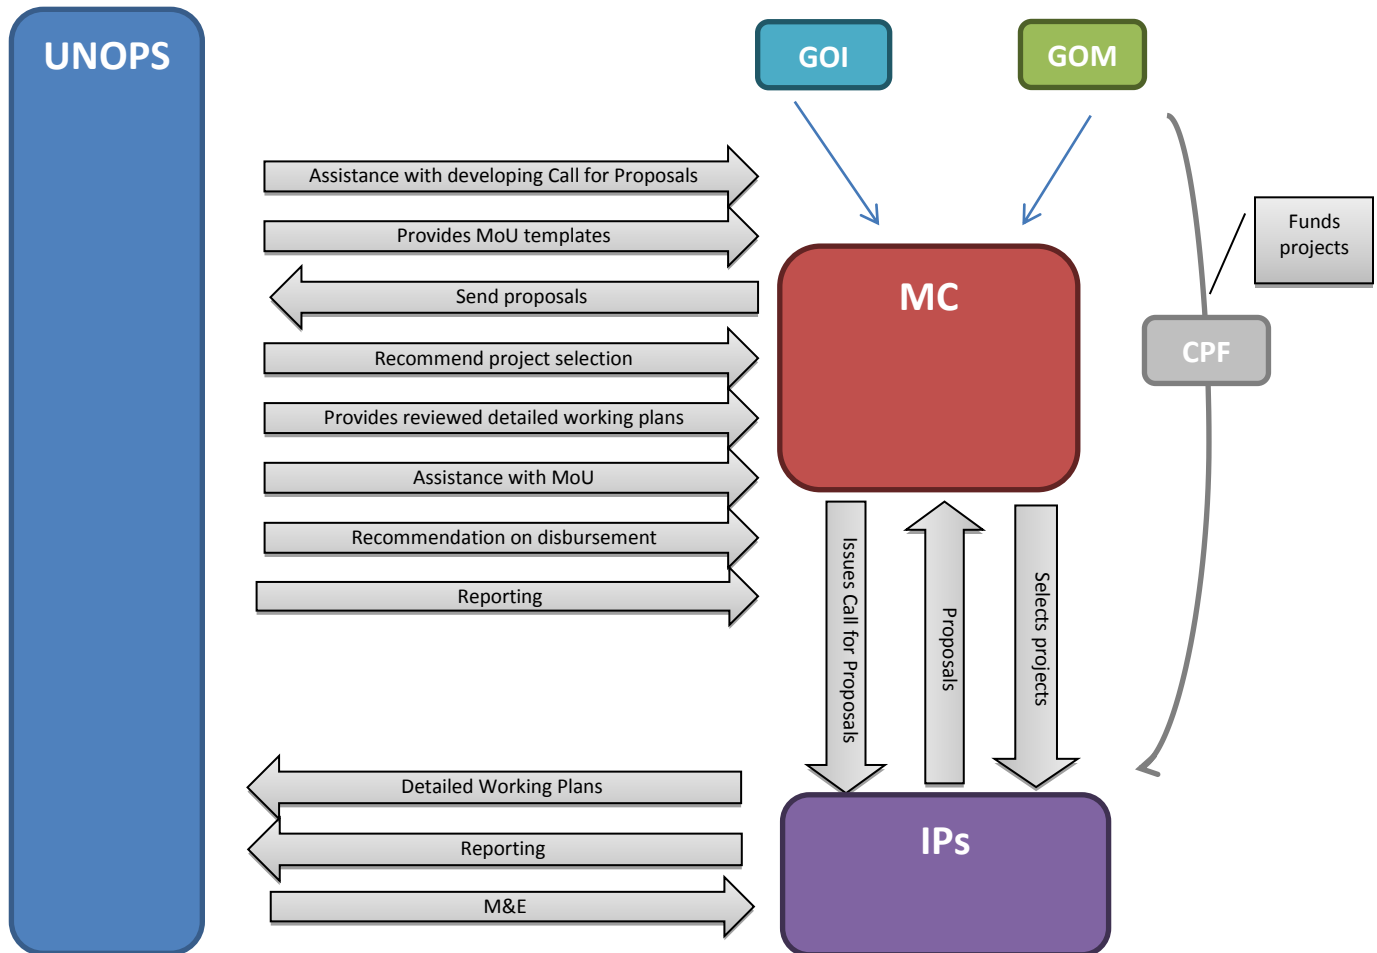 UNOPS
GOI
GOM
Assistance with developing Call for Proposals
Provides MoU templates
Send proposals
Recommend project selection
Provides reviewed detailed working plans
Assistance with MoU
Recommendation on disbursement
Reporting
MC
Funds
projects
CPF
Issues Call for Proposals
Proposals
Selects projects
Detailed Working Plans
Reporting
M&E
IPs